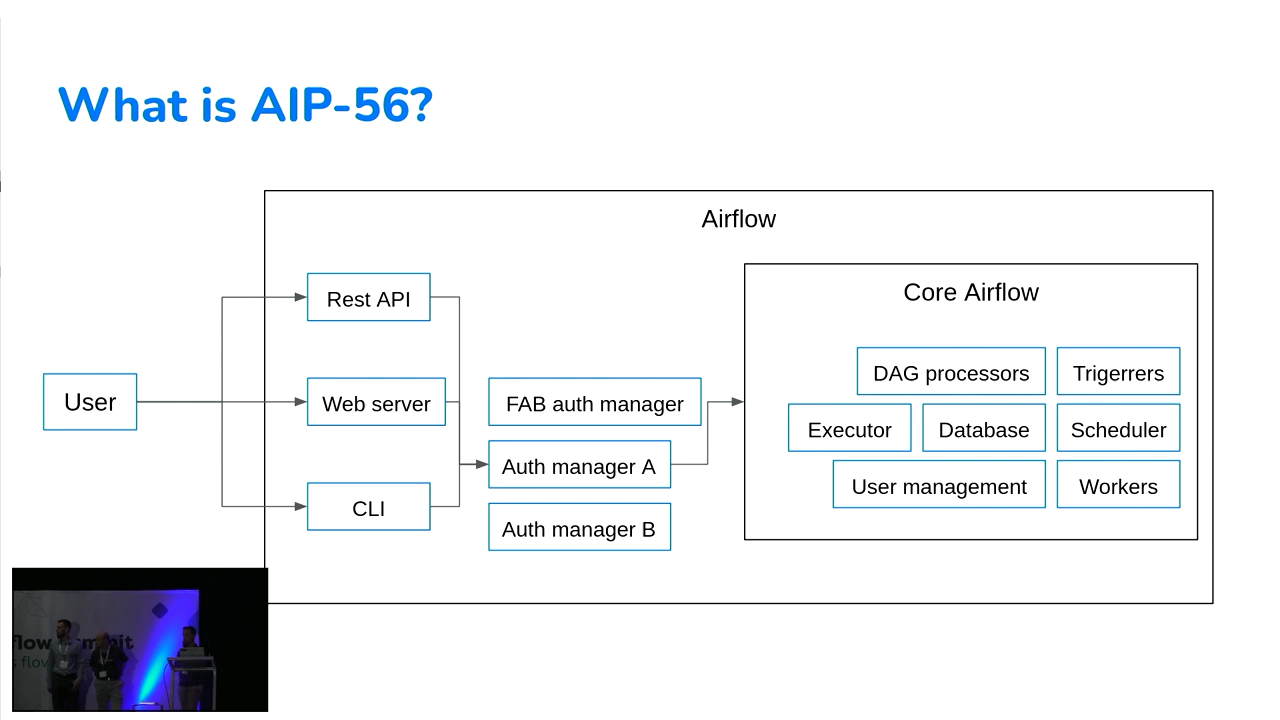 What is AIP-56?
Airflow
Core Airflow
Rest API
User
Web server
CLI
FAB auth manager
Auth manager A
Auth manager B
DAG processors
Trigerrers
Executor
Database
Scheduler
User management
Workers
flow